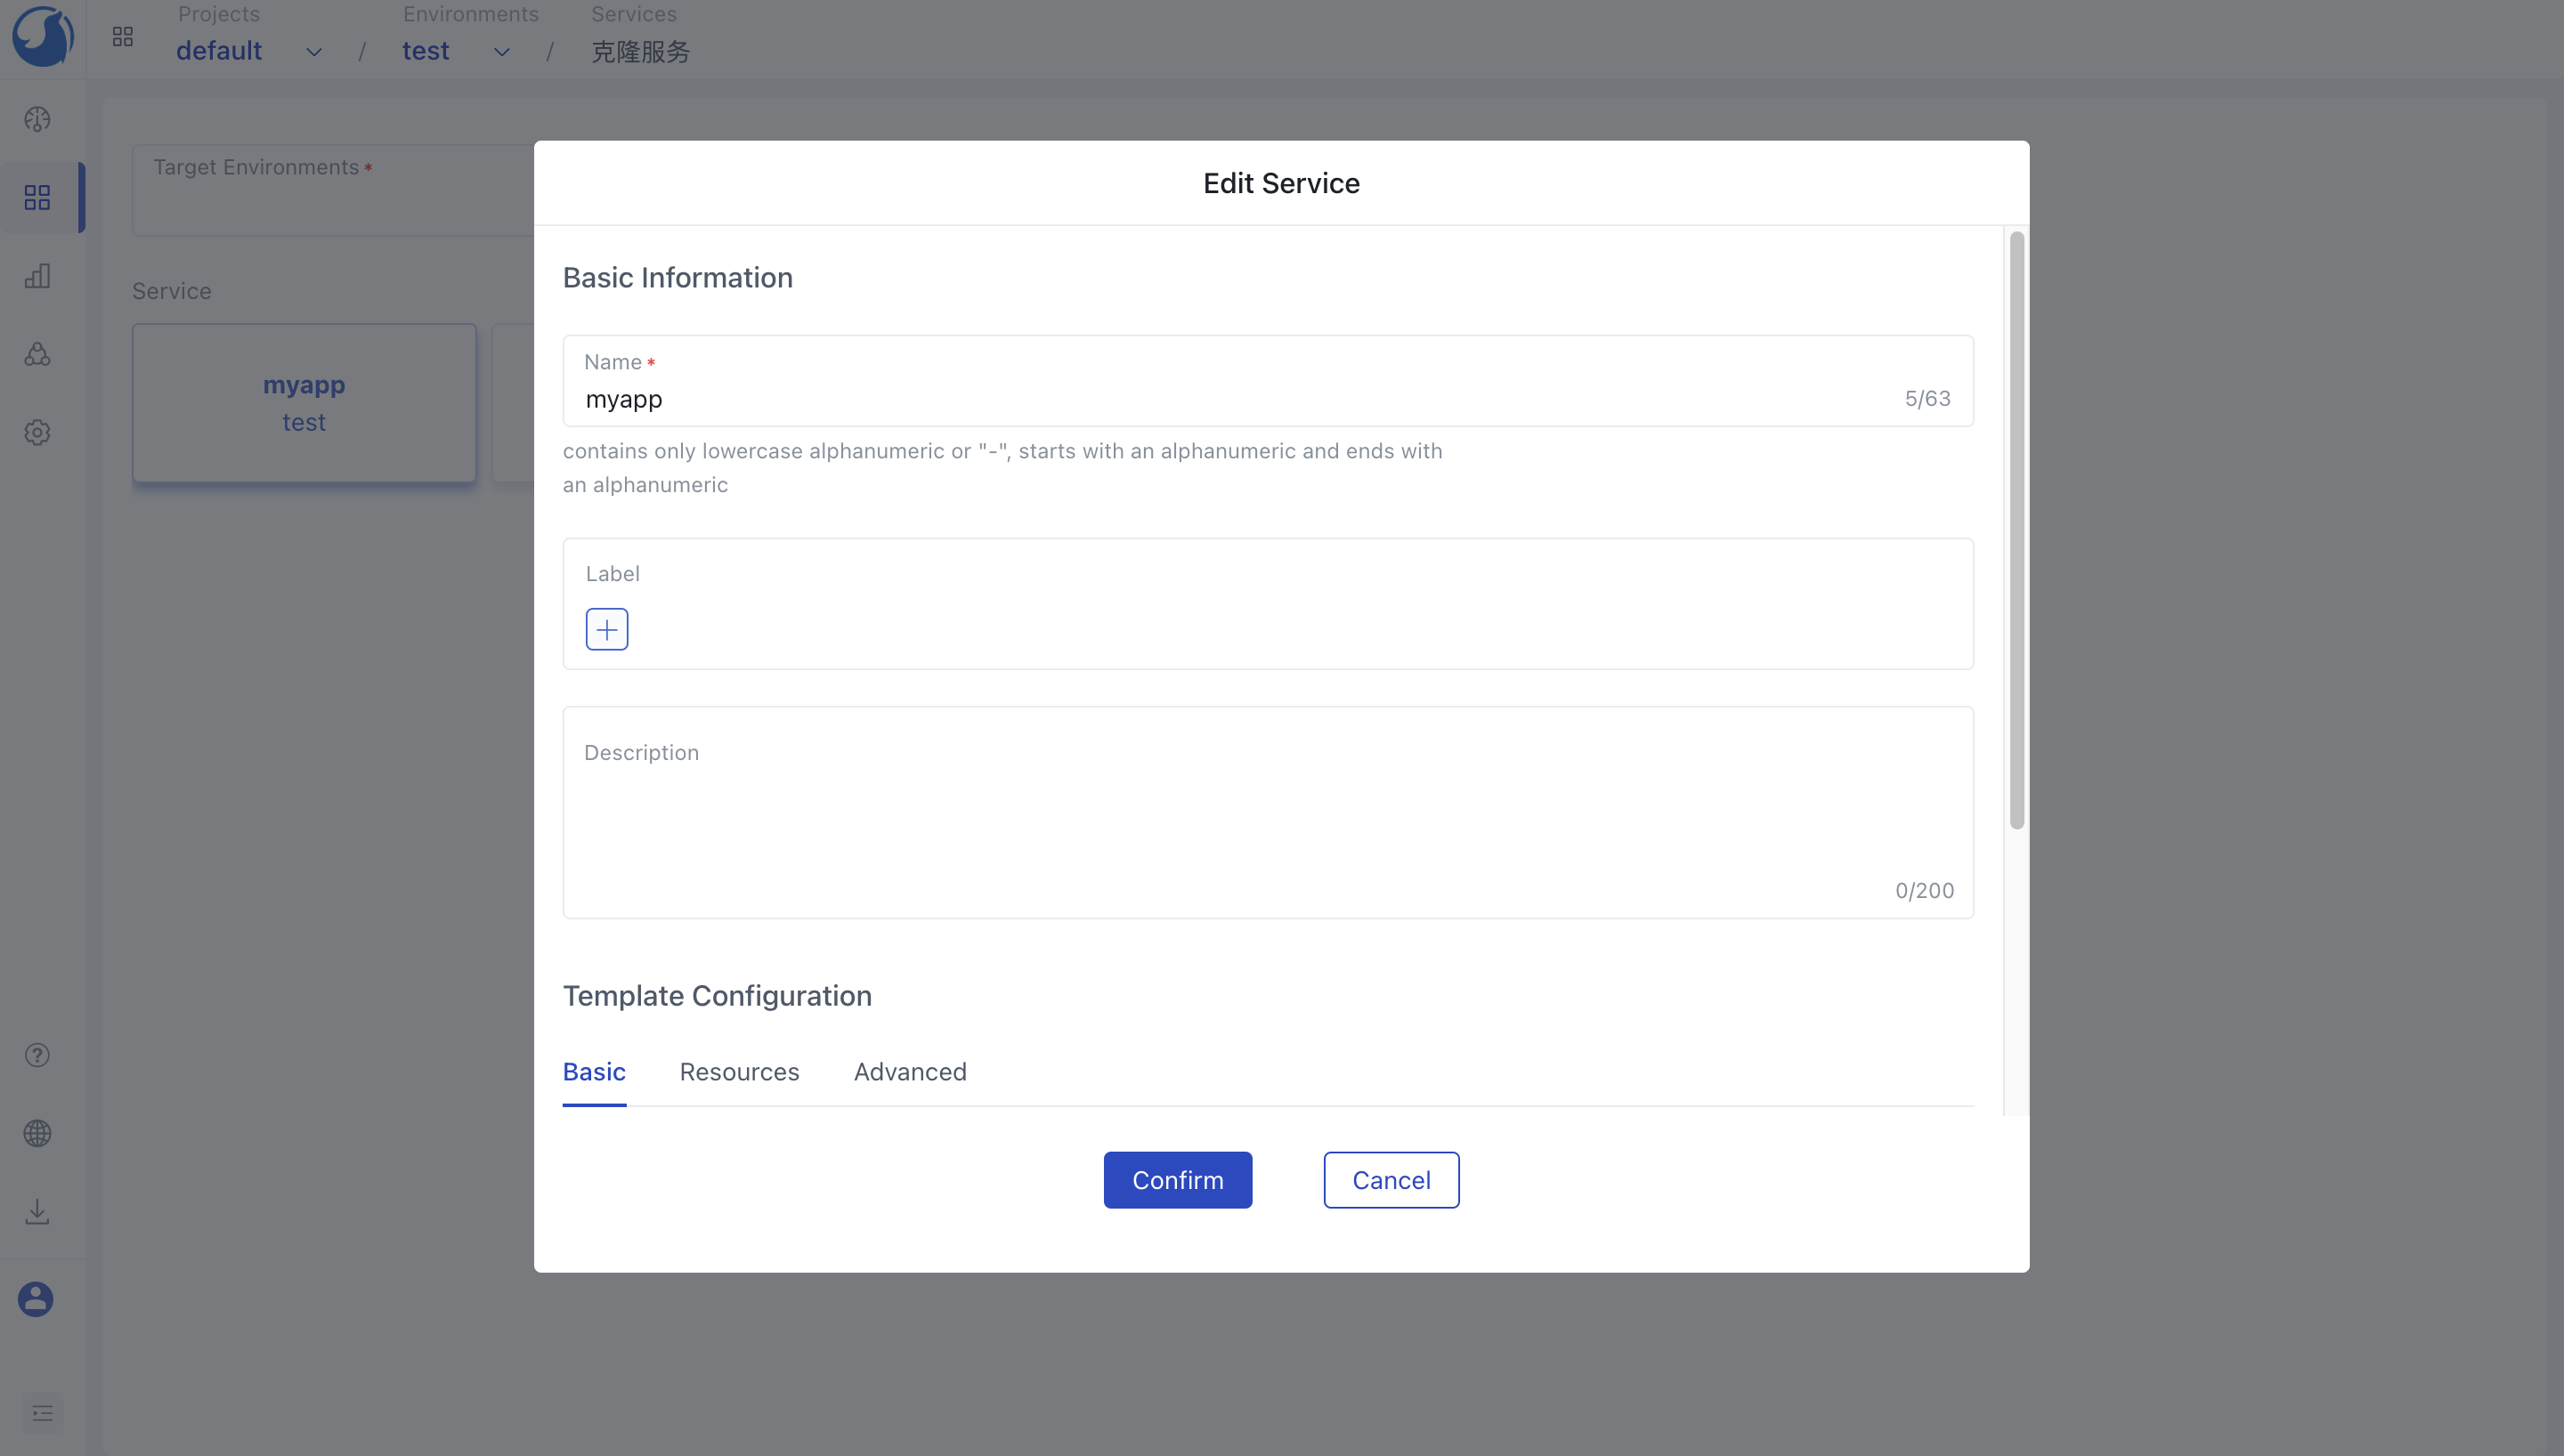 Projects
default
/
Environments
test
/
Services
克隆服务
Target Environments *
Service
myapp
test
Edit Service
Basic Information
Name *
myapp
5/63
contains only lowercase alphanumeric or "-", starts with an alphanumeric and ends with
an alphanumeric
Label
Description
0/200
Template Configuration
Basic
Resources
Advanced
Confirm
Cancel